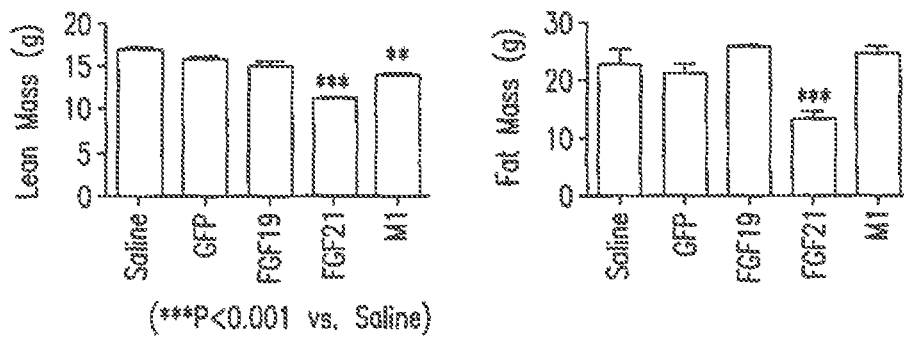 Lean Mass (g)
20
15
10
5
0
***
**
Saline
GFP
FGF19
FGF21
M1
Fat Mass (g)
30
20
10
0
***
Saline
GFP
FGF19
FGF21
M1
(***P<0.001 vs. Saline)